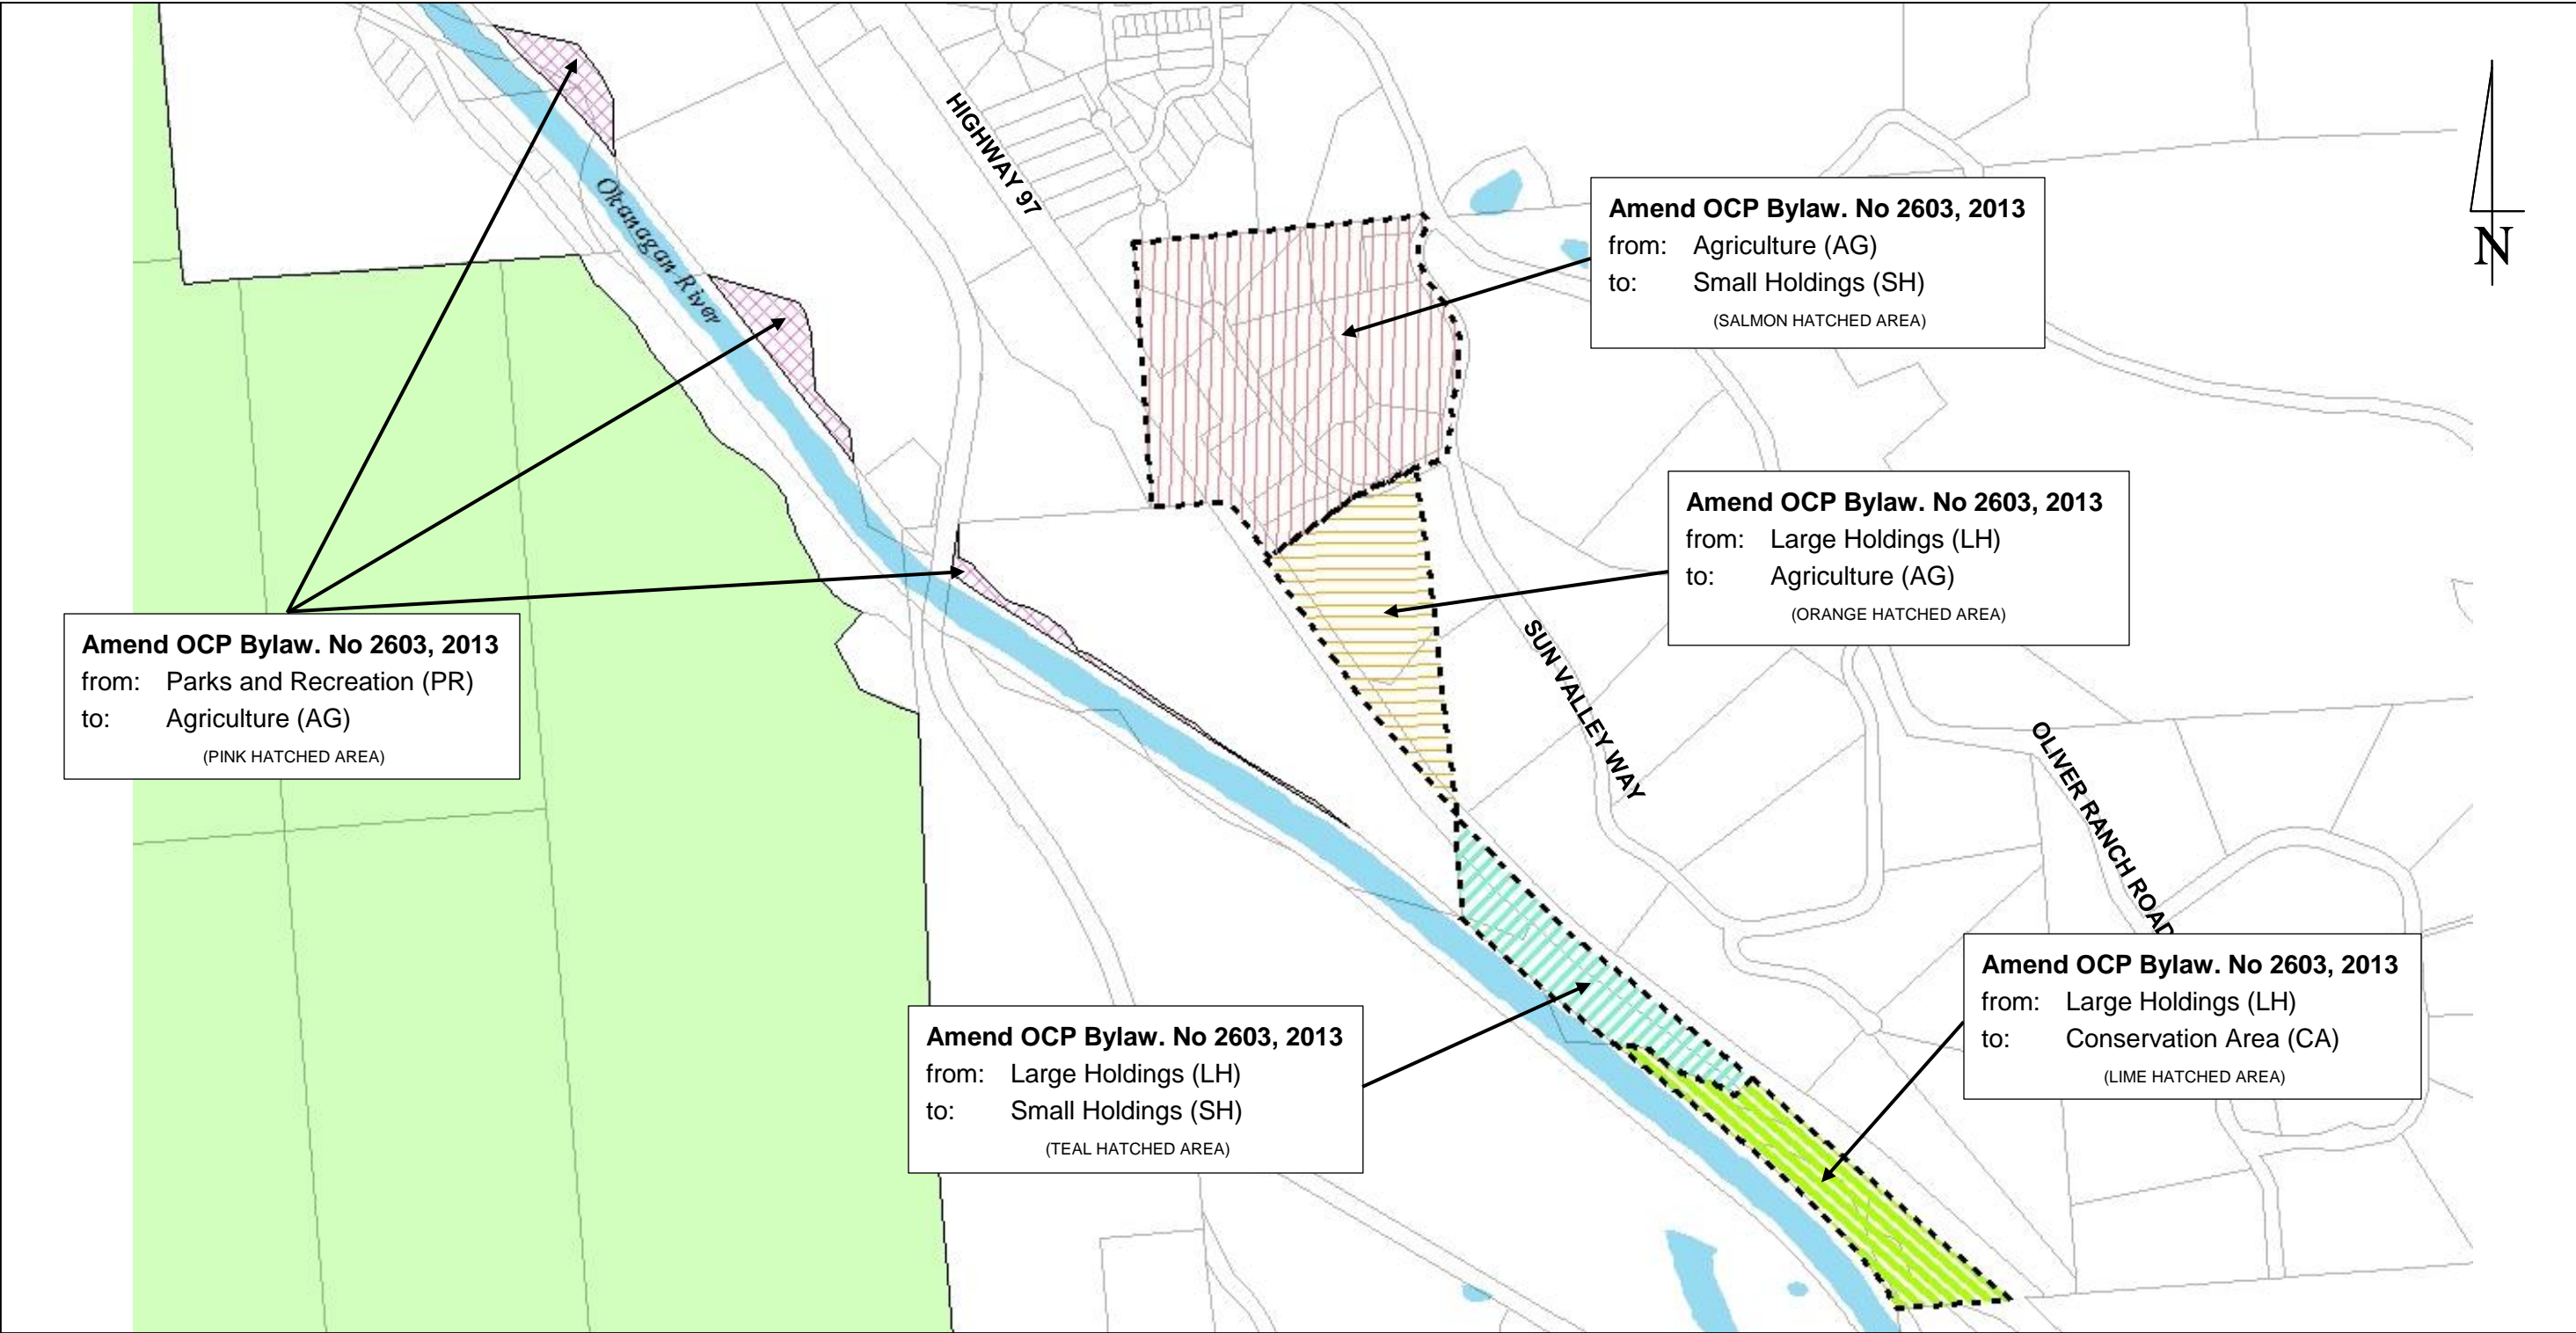 HIGHWAY 97
Okanagan River
N
Amend OCP Bylaw. No 2603, 2013
from: Agriculture (AG)
to: Small Holdings (SH)
(SALMON HATCHED AREA)
Amend OCP Bylaw. No 2603, 2013
from: Large Holdings (LH)
to: Agriculture (AG)
(ORANGE HATCHED AREA)
Amend OCP Bylaw. No 2603, 2013
from: Parks and Recreation (PR)
to: Agriculture (AG)
(PINK HATCHED AREA)
SUN VALLEY WAY
OLIVER RANCH ROAD
Amend OCP Bylaw. No 2603, 2013
from: Large Holdings (LH)
to: Conservation Area (CA)
(LIME HATCHED AREA)
Amend OCP Bylaw. No 2603, 2013
from: Large Holdings (LH)
to: Small Holdings (SH)
(TEAL HATCHED AREA)